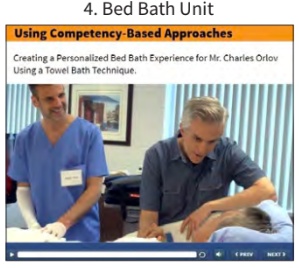 4. Bed Bath Unit
Using Competency-Based Approaches
Creating a Personalized Bed Bath Experience for Mr. Charles Orlov
Using a Towel Bath Technique.
< PREV
NEXT >